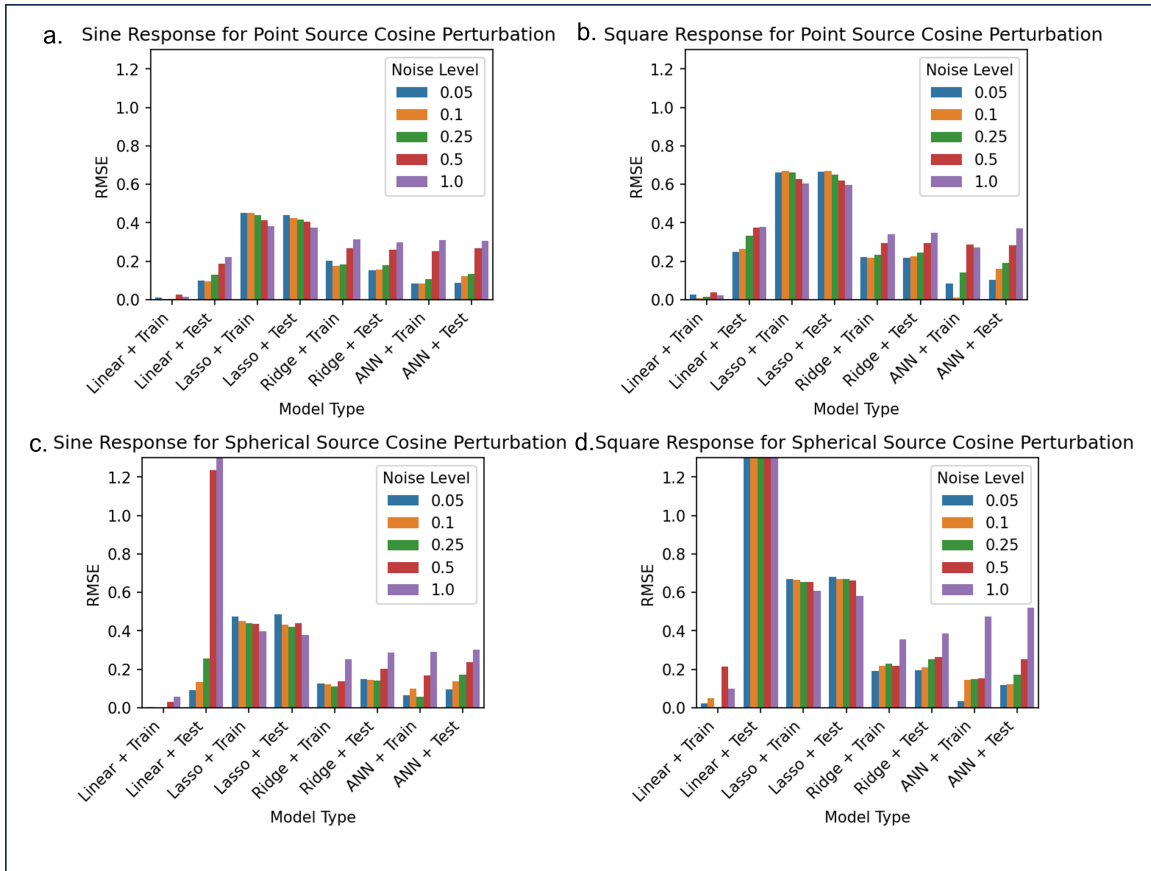 a. Sine Response for Point Source Cosine Perturbation
RMSE
1.2
1.0
0.8
0.6
0.4
0.2
0.0
Noise Level
0.05
0.1
0.25
0.5
1.0
Linear + Train
Linear + Test
Lasso + Train
Lasso + Test
Ridge + Train
Ridge + Test
ANN + Train
ANN + Test
Model Type
b. Square Response for Point Source Cosine Perturbation
RMSE
1.2
1.0
0.8
0.6
0.4
0.2
0.0
Noise Level
0.05
0.1
0.25
0.5
1.0
Linear + Train
Linear + Test
Lasso + Train
Lasso + Test
Ridge + Train
Ridge + Test
ANN + Train
ANN + Test
Model Type
c. Sine Response for Spherical Source Cosine Perturbation
RMSE
1.2
1.0
0.8
0.6
0.4
0.2
0.0
Noise Level
0.05
0.1
0.25
0.5
1.0
Linear + Train
Linear + Test
Lasso + Train
Lasso + Test
Ridge + Train
Ridge + Test
ANN + Train
ANN + Test
Model Type
d. Square Response for Spherical Source Cosine Perturbation
RMSE
1.2
1.0
0.8
0.6
0.4
0.2
0.0
Noise Level
0.05
0.1
0.25
0.5
1.0
Linear + Train
Linear + Test
Lasso + Train
Lasso + Test
Ridge + Train
Ridge + Test
ANN + Train
ANN + Test
Model Type